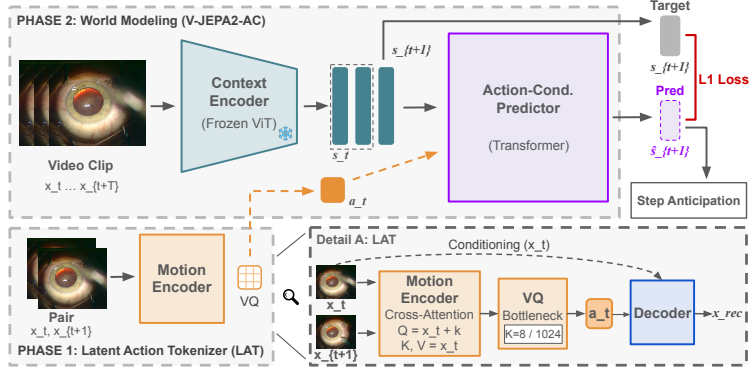 PHASE 2: World Modeling (V-JEPA2-AC)
Video Clip
x_t ... x_{t+T}
Context
Encoder
(Frozen ViT)
s_t
s_{t+1}
a_t
Action-Cond.
Predictor
(Transformer)
Target
s_{t+1}
L1 Loss
Pred
ŝ_{t+1}
Step Anticipation
Pair
x_t, x_{t+1}
Motion
Encoder
VQ
PHASE 1: Latent Action Tokenizer (LAT)
Detail A: LAT
Conditioning (x_t)
x_t
x_{t+1}
Motion
Encoder
Cross-Attention
Q = x_t + k
K, V = x_t
VQ
Bottleneck
K=8 / 1024
a_t
Decoder
x_rec